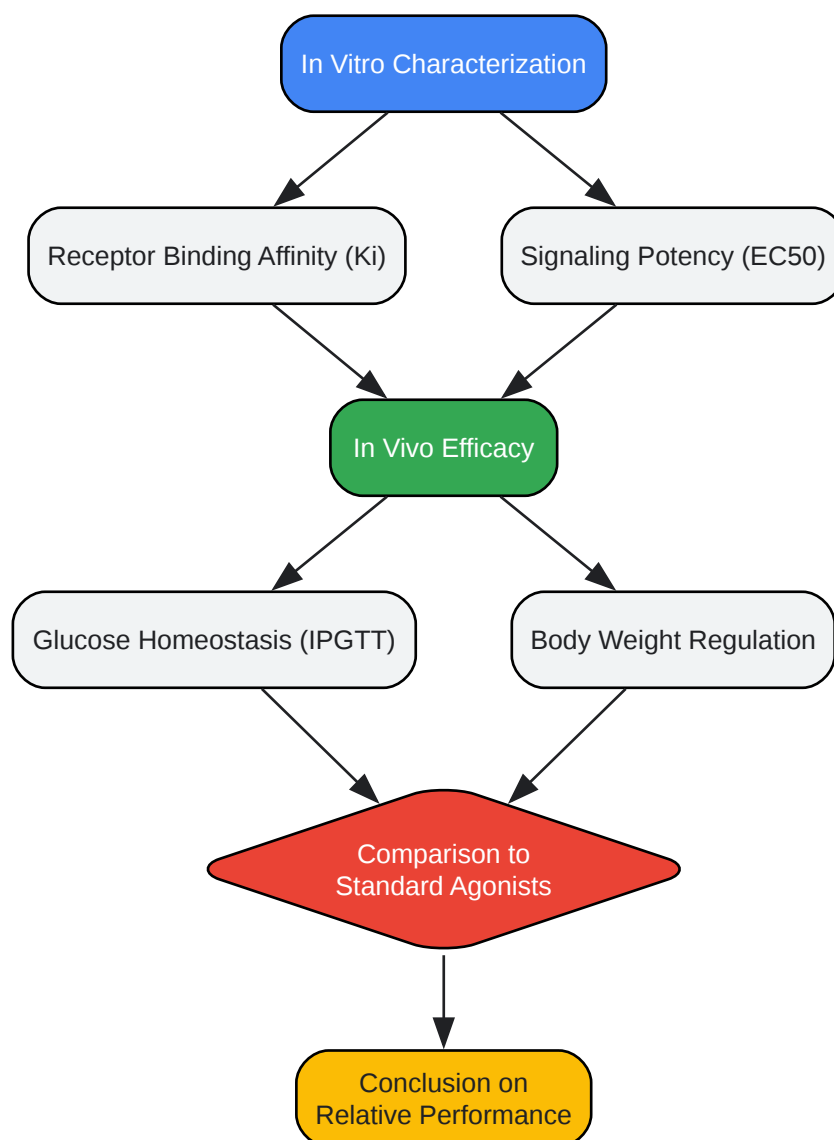 In Vitro Characterization
Receptor Binding Affinity (Ki)
Signaling Potency (EC50)
In Vivo Efficacy
Glucose Homeostasis (IPGTT)
Body Weight Regulation
Comparison to
Standard Agonists
Conclusion on
Relative Performance